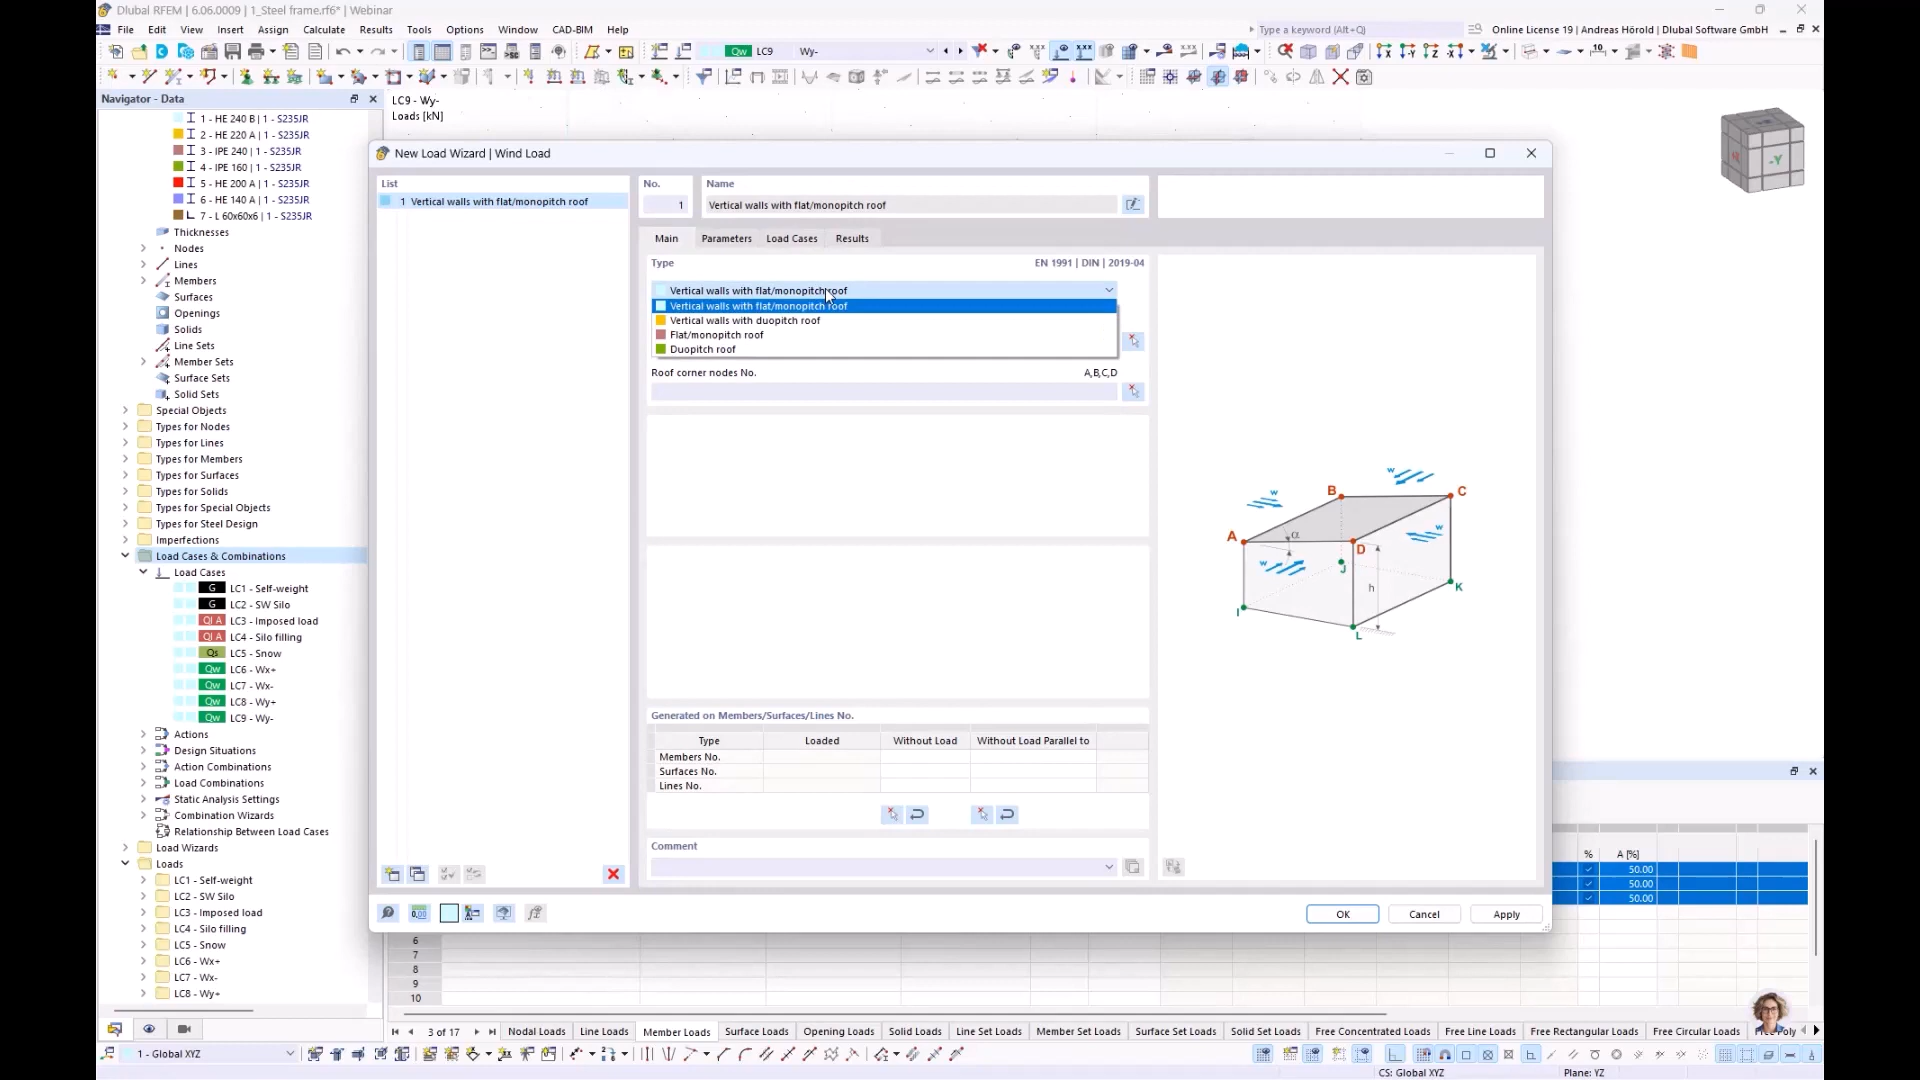 Dlubal RFEM | 6.06.0009 | 1_Steel frame.rf6* | Webinar
File Edit View Insert Assign Calculate Results Tools Options Window CAD-BIM Help
Type a keyword (Alt+Q)
Online License 19 | Andreas Hörold | Dlubal Software GmbH
Qw LC9 Wy-
Navigator - Data
1 - HE 240 B | 1 - S235JR
2 - HE 220 A | 1 - S235JR
3 - IPE 240 | 1 - S235JR
4 - IPE 160 | 1 - S235JR
5 - HE 200 A | 1 - S235JR
6 - HE 140 A | 1 - S235JR
7 - L 60x60x6 | 1 - S235JR
Thicknesses
Nodes
Lines
Members
Surfaces
Openings
Solids
Line Sets
Member Sets
Surface Sets
Solid Sets
Special Objects
Types for Nodes
Types for Lines
Types for Members
Types for Surfaces
Types for Solids
Types for Special Objects
Types for Steel Design
Imperfections
Load Cases & Combinations
Load Cases
G LC1 - Self-weight
G LC2 - SW Silo
QI A LC3 - Imposed load
QI A LC4 - Silo filling
Qs LC5 - Snow
Qw LC6 - Wx+
Qw LC7 - Wx-
Qw LC8 - Wy+
Qw LC9 - Wy-
Actions
Design Situations
Action Combinations
Load Combinations
Static Analysis Settings
Combination Wizards
Relationship Between Load Cases
Load Wizards
Loads
LC1 - Self-weight
LC2 - SW Silo
LC3 - Imposed load
LC4 - Silo filling
LC5 - Snow
LC6 - Wx+
LC7 - Wx-
LC8 - Wy+
LC9 - Wy-
Loads [kN]
-Y
New Load Wizard | Wind Load
List
1 Vertical walls with flat/monopitch roof
No.
1
Name
Vertical walls with flat/monopitch roof
Main Parameters Load Cases Results
Type
EN 1991 | DIN | 2019-04
Vertical walls with flat/monopitch roof
Vertical walls with flat/monopitch roof
Vertical walls with duopitch roof
Flat/monopitch roof
Duopitch roof
Roof corner nodes No.
A,B,C,D
Generated on Members/Surfaces/Lines No.
Type Loaded Without Load Without Load Parallel to
Members No.
Surfaces No.
Lines No.
Comment
w
w
w
w
A
B
C
D
α
h
I
J
K
L
OK Cancel Apply
% A [%]
50.00
50.00
50.00
6
7
8
9
10
3 of 17
Nodal Loads Line Loads Member Loads Surface Loads Opening Loads Solid Loads Line Set Loads Member Set Loads Surface Set Loads Solid Set Loads Free Concentrated Loads Free Line Loads Free Rectangular Loads Free Circular Loads
1 - Global XYZ
CS: Global XYZ
Plane: YZ